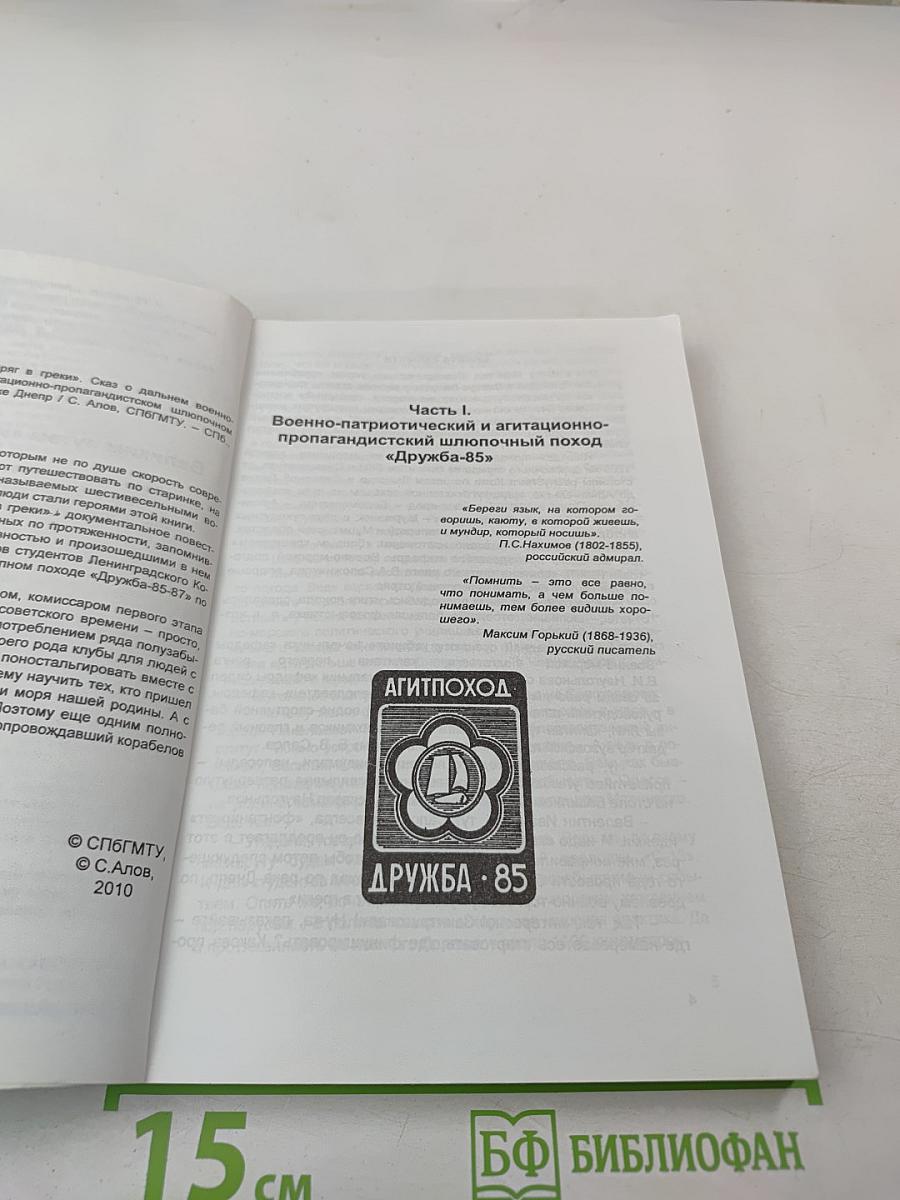 ряг в греки». Сказ о дальнем военно-
ационно-пропагандистском шлюпочном
ке Днепр / С. Алов, СПбГМТУ. – СПб.,
оторым не по душе скорость совре-
ют путешествовать по старинке, на
называемых шестивесельными во-
люди стали героями этой книги.
в греки» – документальное повест-
ных по протяженности, запомнив-
вностью и произошедшими в нем
ов студентов Ленинградского Ко-
пном походе «Дружба-85-87» по
ом, комиссаром первого этапа
советского времени – просто,
потреблением ряда полузабы-
оего рода клубы для людей с
поностальгировать вместе с
ему научить тех, кто пришел
и моря нашей родины. А с
Поэтому еще одним полно-
опровождавший корабелов
© СПбГМТУ,
© С.Алов,
2010
Часть I.
Военно-патриотический и агитационно-
пропагандистский шлюпочный поход
«Дружба-85»
«Береги язык, на котором го-
воришь, каюту, в которой живешь,
и мундир, который носишь».
П.С.Нахимов (1802-1855),
российский адмирал.
«Помнить – это все равно,
что понимать, а чем больше по-
нимаешь, тем более видишь хоро-
шего».
Максим Горький (1868-1936),
русский писатель
АГИТПОХОД
ДРУЖБА · 85
15 см
БФ БИБЛИОФАН